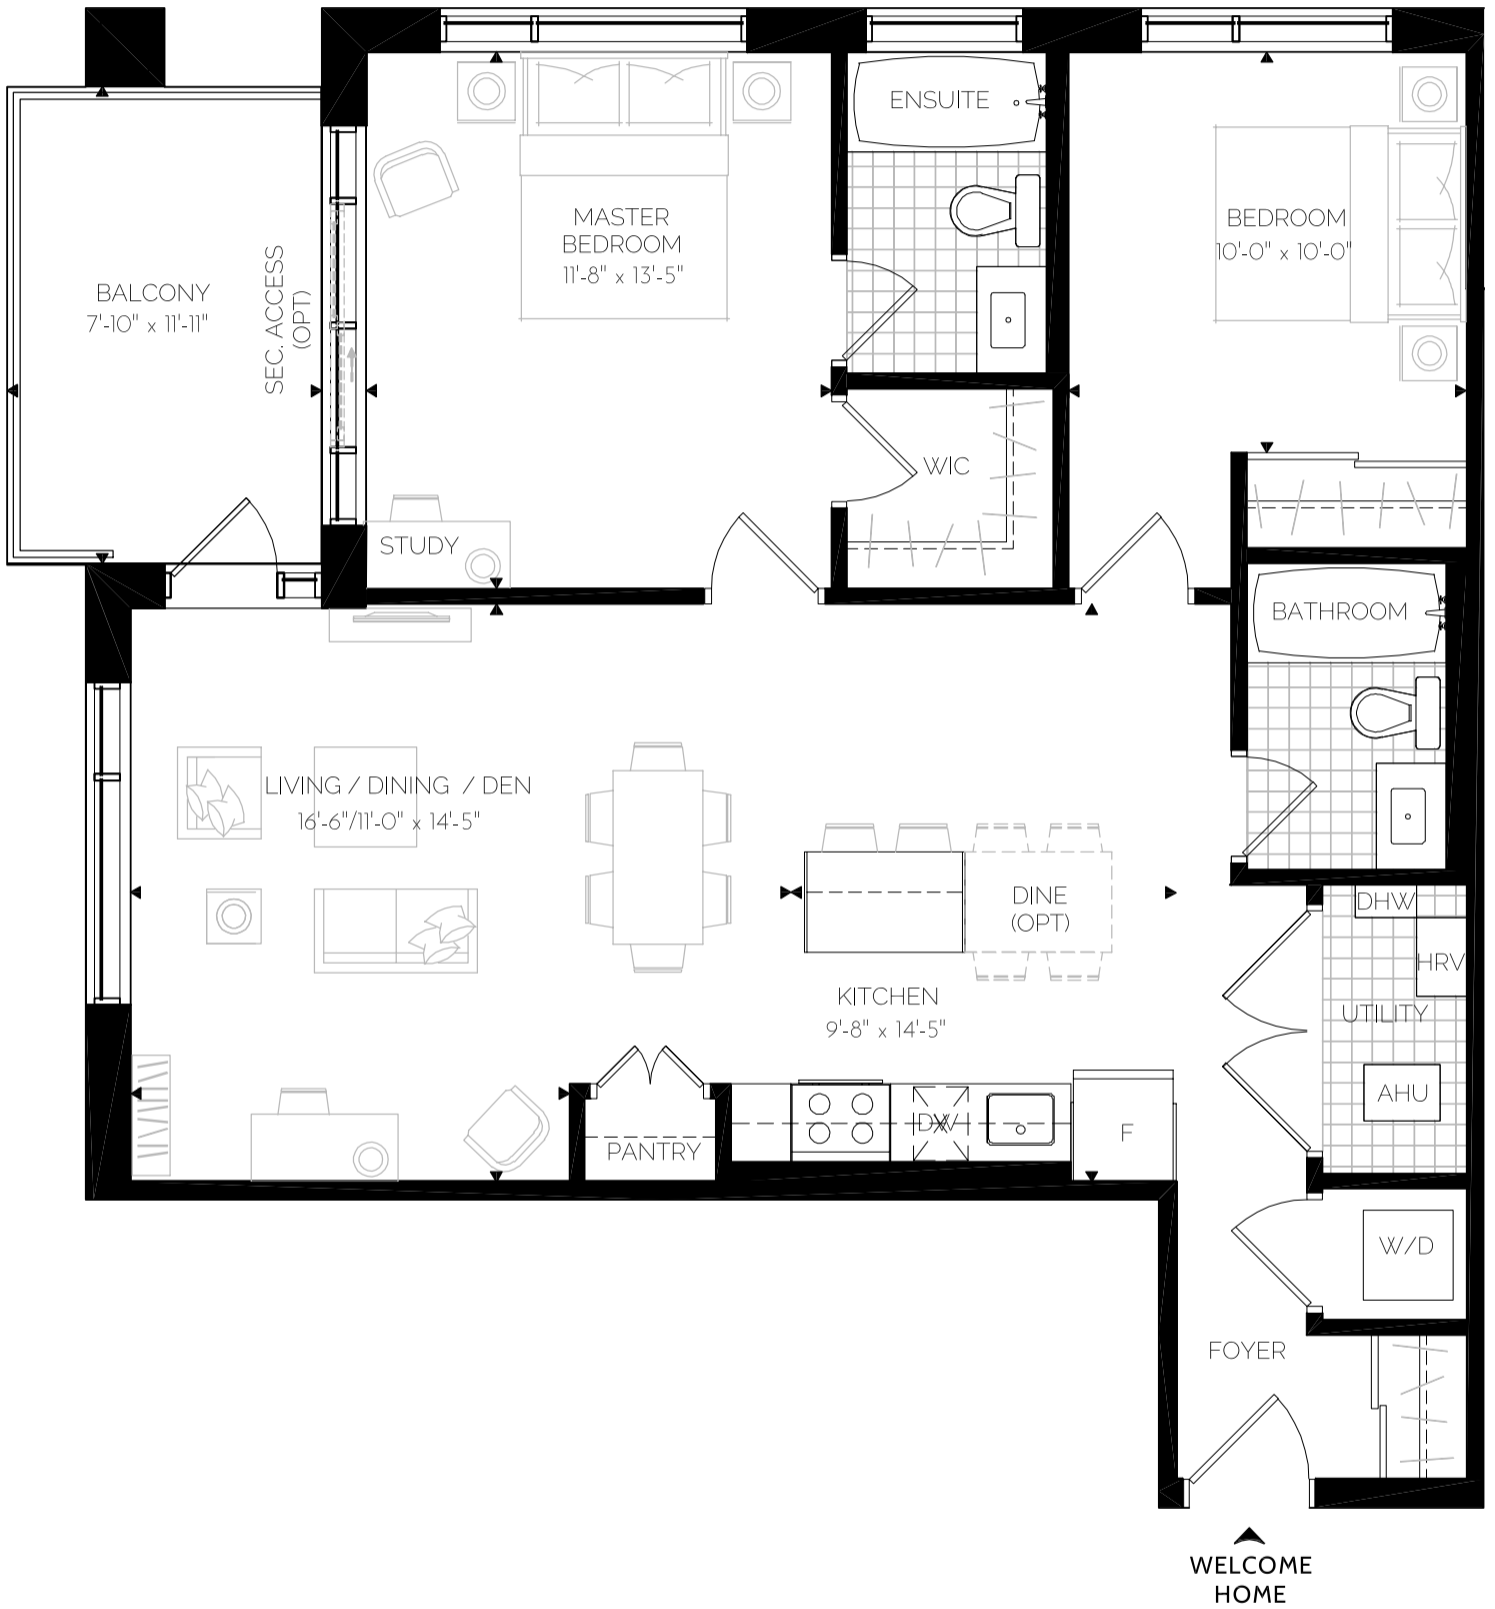 ENSUITE
MASTER
BEDROOM
11'-8" x 13'-5"
BEDROOM
10'-0" x 10'-0"
BALCONY
7'-10" x 11'-11"
SEC. ACCESS
(OPT)
WIC
STUDY
BATHROOM
LIVING / DINING / DEN
16'-6"/11'-0" x 14'-5"
DINE
(OPT)
DHW
HRV
KITCHEN
9'-8" x 14'-5"
UTILITY
AHU
DW
F
PANTRY
W/D
FOYER
WELCOME
HOME